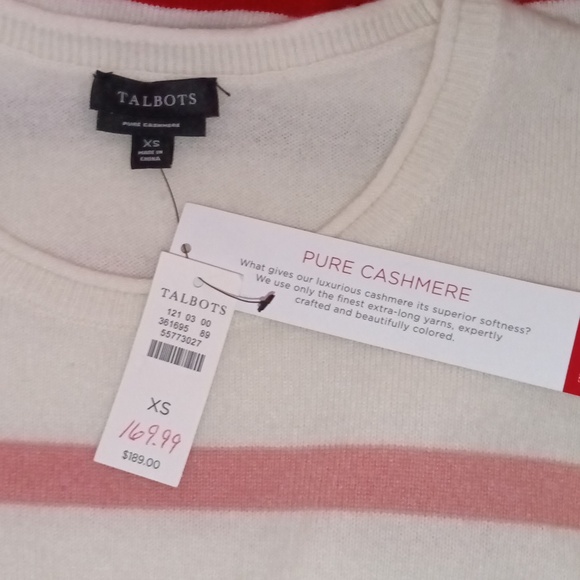 TALBOTS
PURE CASHMERE
XS
MADE IN
CHINA
PURE CASHMERE
What gives our luxurious cashmere its superior softness?
We use only the finest extra-long yarns, expertly
crafted and beautifully colored.
TALBOTS
121 03 00
361695 89
55773027
XS
169.99
$189.00